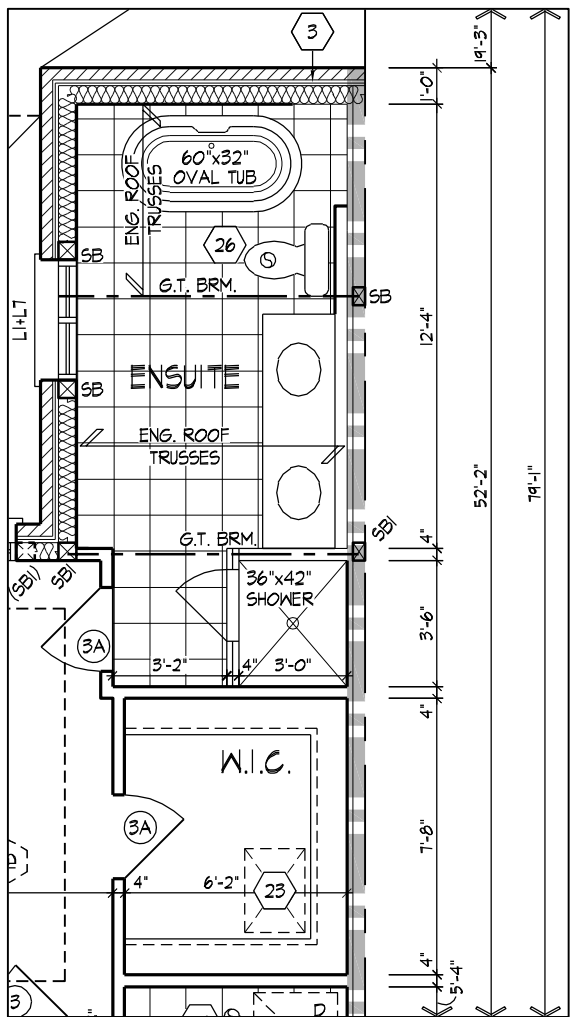 3
19'-3"
1'-0"
60"x32"
OVAL TUB
ENG. ROOF
TRUSSES
26
SB
G.T. BRM.
SB
L1+L7
12'-4"
ENSUITE
SB
ENG. ROOF
TRUSSES
52'-2"
79'-1"
G.T. BRM.
SB1
4"
(SB1)
SB1
36"x42"
SHOWER
3'-6"
3A
3'-2"
4"
3'-0"
4"
W.I.C.
3A
7'-8"
4"
6'-2"
23
4"
5'-4"
3